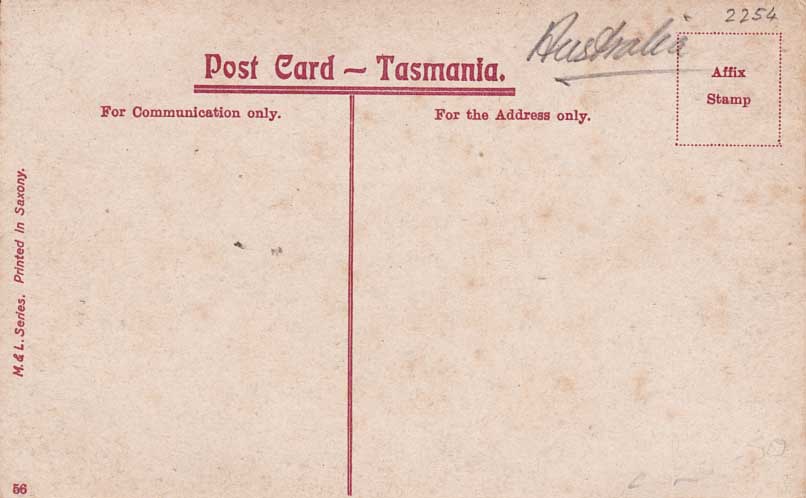 2254
Australia
Post Card – Tasmania.
Affix
Stamp
For Communication only.
For the Address only.
M. & L. Series. Printed in Saxony.
56